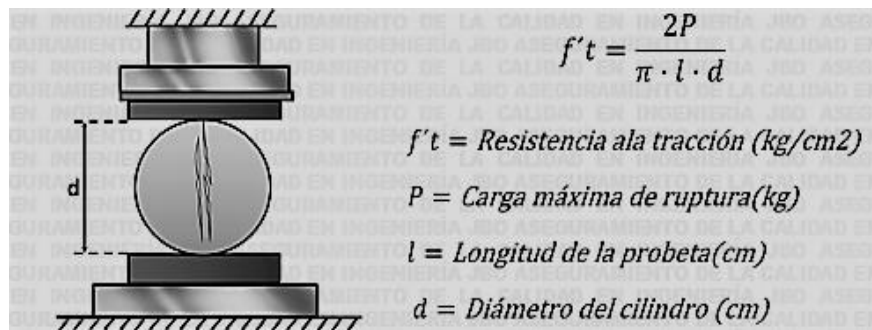 f't = 2P / π · l · d
f't = Resistencia ala tracción (kg/cm2)
P = Carga máxima de ruptura(kg)
d
l = Longitud de la probeta(cm)
d = Diámetro del cilindro (cm)